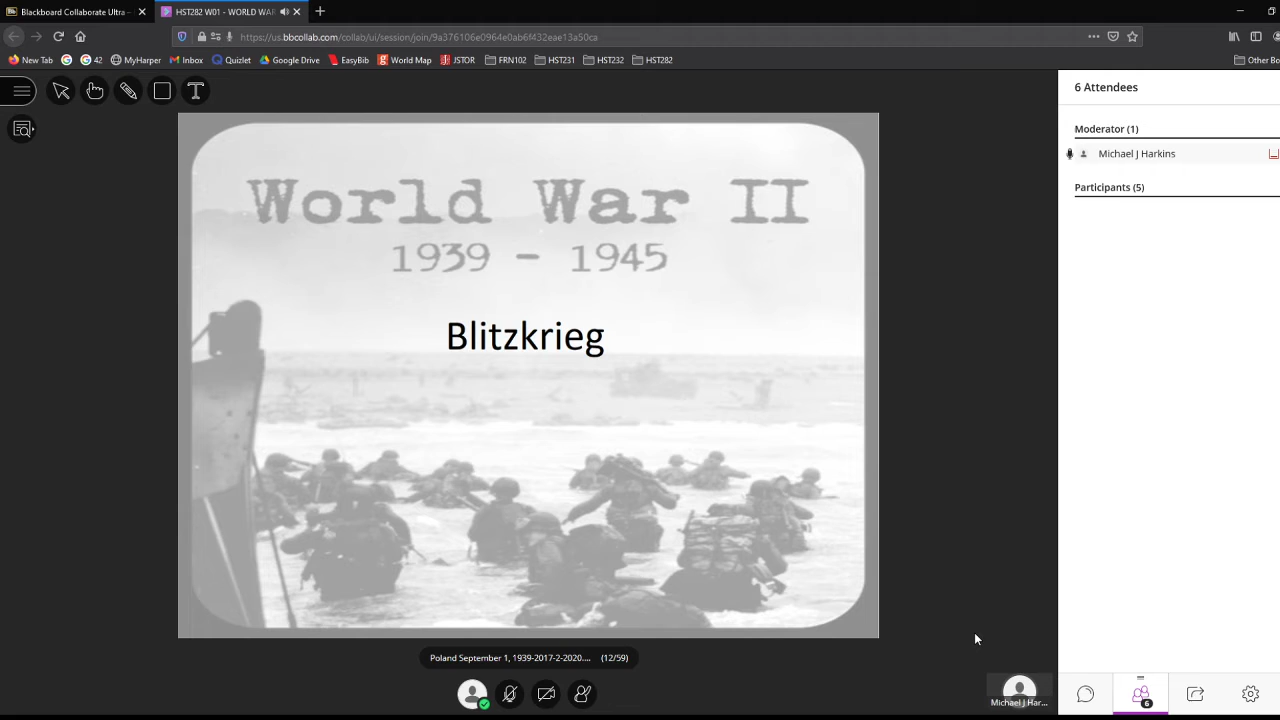 Blackboard Collaborate Ultra –
HST282 W01 - WORLD WAR
https://us.bbcollab.com/collab/ui/session/join/9a376106e0964e0ab6f432eae13a50ca
New Tab G 42 MyHarper Inbox Quizlet Google Drive EasyBib World Map JSTOR FRN102 HST231 HST232 HST282 Other Bo
6 Attendees
Moderator (1)
Michael J Harkins
Participants (5)
World War II
1939 - 1945
Blitzkrieg
Poland September 1, 1939-2017-2-2020.... (12/59)
Michael J Har...
6